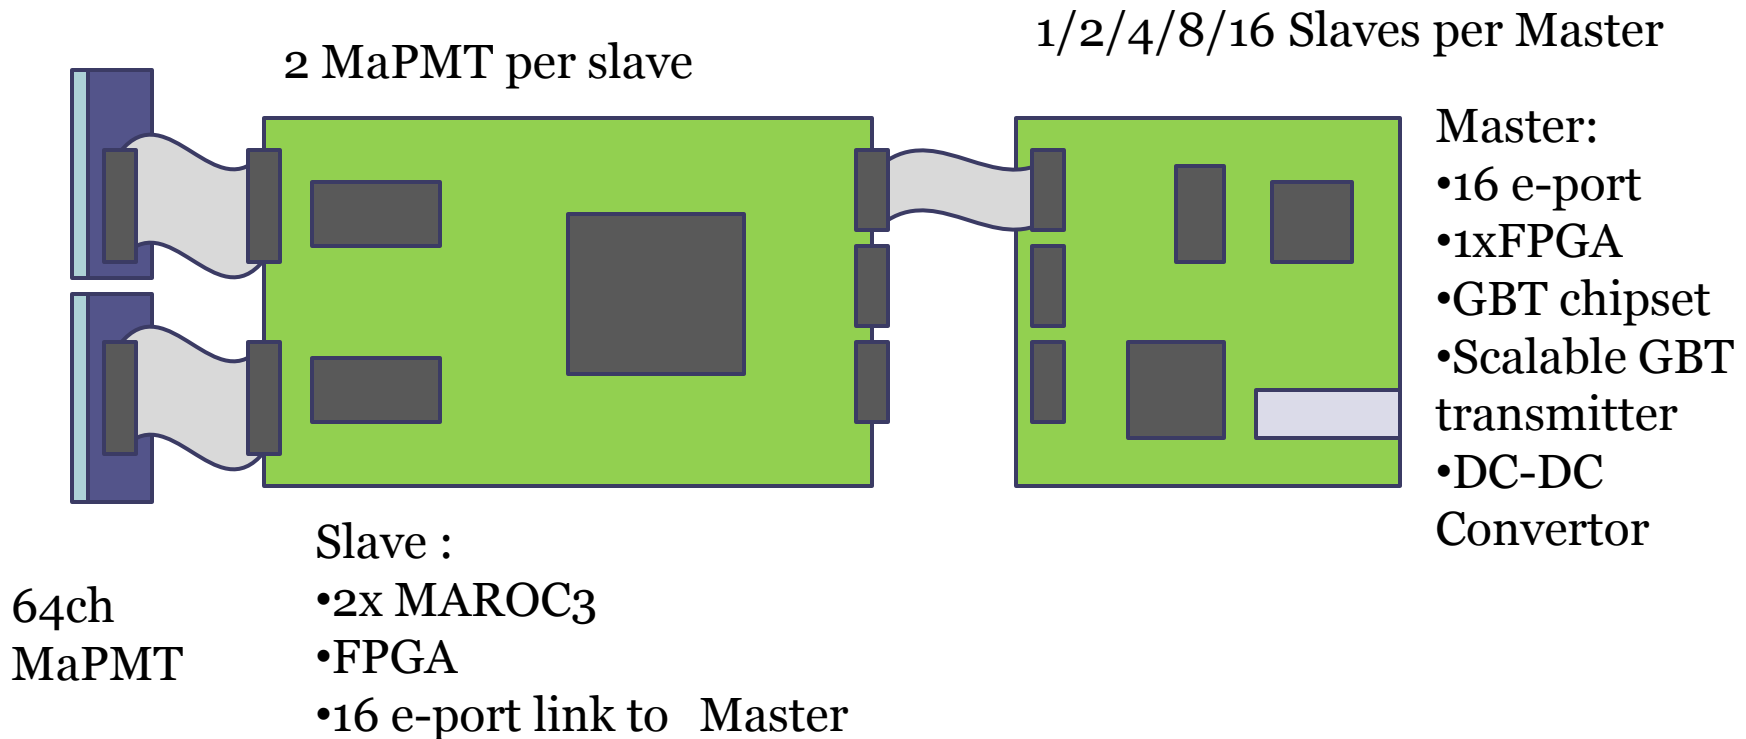 1/2/4/8/16 Slaves per Master
2 MaPMT per slave
Master:
•16 e-port
•1xFPGA
•GBT chipset
•Scalable GBT
transmitter
•DC-DC
Convertor
Slave :
•2x MAROC3
•FPGA
•16 e-port link to Master
64ch
MaPMT